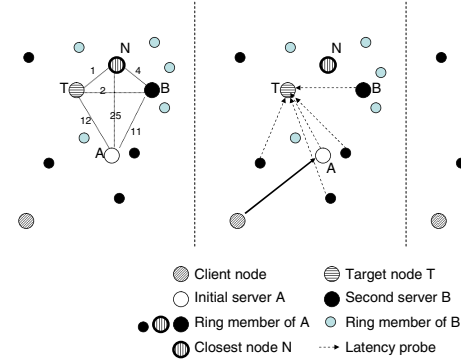 N
1
4
T
2
B
12
25
11
A
N
T
B
A
Client node
Target node T
Initial server A
Second server B
Ring member of A
Ring member of B
Closest node N
Latency probe